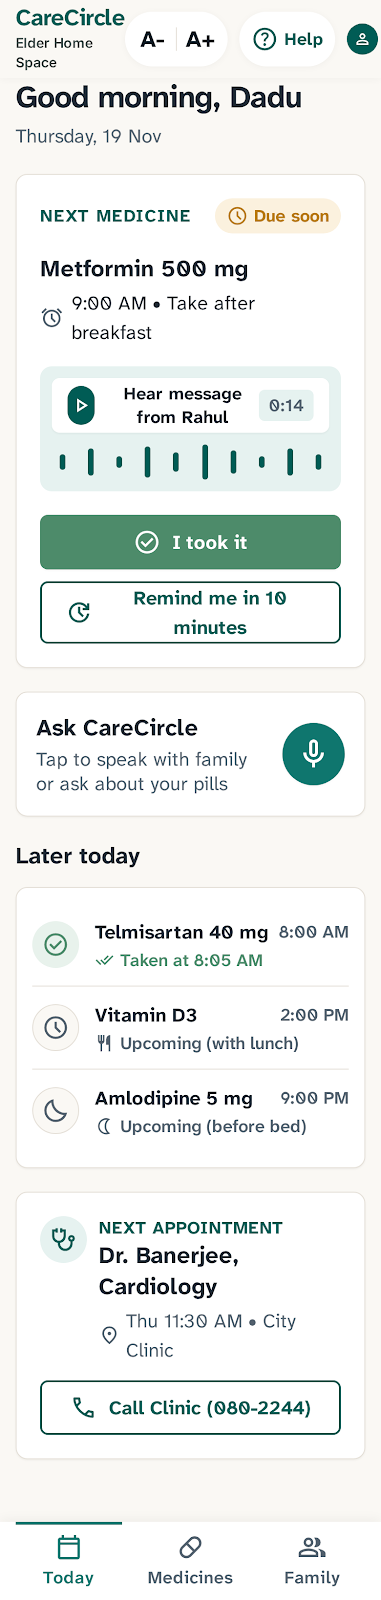 CareCircle
Elder Home
Space
A- A+
Help
Good morning, Dadu
Thursday, 19 Nov
NEXT MEDICINE
Due soon
Metformin 500 mg
9:00 AM • Take after
breakfast
Hear message
from Rahul
0:14
I took it
Remind me in 10
minutes
Ask CareCircle
Tap to speak with family
or ask about your pills
Later today
Telmisartan 40 mg 8:00 AM
Taken at 8:05 AM
Vitamin D3 2:00 PM
Upcoming (with lunch)
Amlodipine 5 mg 9:00 PM
Upcoming (before bed)
NEXT APPOINTMENT
Dr. Banerjee,
Cardiology
Thu 11:30 AM • City
Clinic
Call Clinic (080-2244)
Today Medicines Family